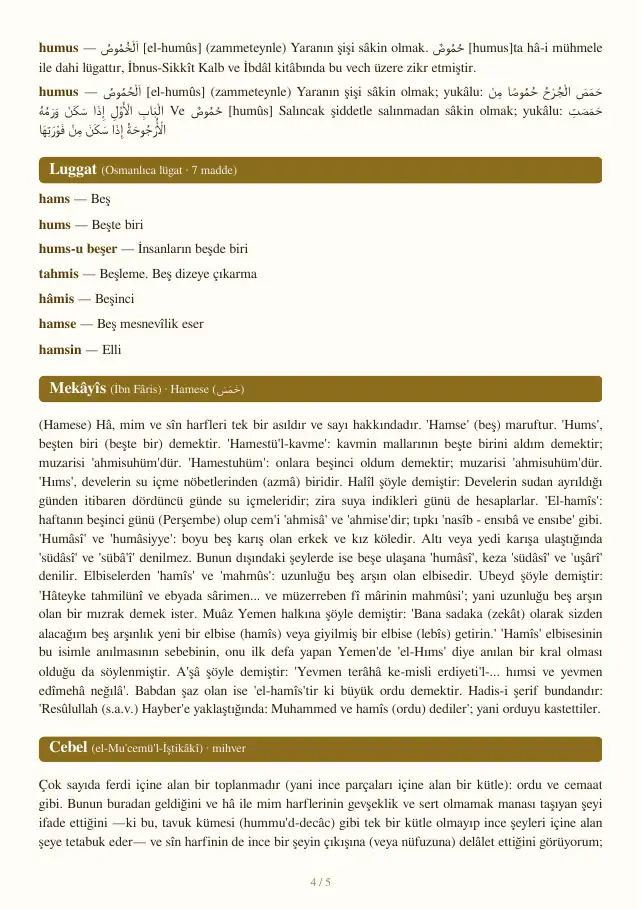 humus — اَلْخُمُوصُ [el-humûs] (zammeteynle) Yaranın şişi sâkin olmak. حُمُوصٌ [humus]ta hâ-i mühmele
ile dahi lügattır, İbnus-Sikkît Kalb ve İbdâl kitâbında bu vech üzere zikr etmiştir.
humus — اَلْحُمُوصُ [el-humûs] (zammeteynle) Yaranın şişi sâkin olmak; yukâlu: حَمَصَ الْجُرْحُ حُمُوصًا مِنَ
الْبَابِ الْأَوَّلِ إِذَا سَكَنَ وَرَمُهُ Ve حُمُوصٌ [humûs] Salıncak şiddetle salınmadan sâkin olmak; yukâlu: حَمَصَتِ
الْأُرْجُوحَةُ إِذَا سَكَنَ مِنْ فَوْرَتِهَا
Luggat (Osmanlıca lügat · 7 madde)
hams — Beş
hums — Beşte biri
hums-u beşer — İnsanların beşde biri
tahmis — Beşleme. Beş dizeye çıkarma
hâmis — Beşinci
hamse — Beş mesnevîlik eser
hamsin — Elli
Mekâyîs (İbn Fâris) · Hamese (خَمْسَ)
(Hamese) Hâ, mim ve sîn harfleri tek bir asıldır ve sayı hakkındadır. 'Hamse' (beş) maruftur. 'Hums',
beşten biri (beşte bir) demektir. 'Hamestü'l-kavme': kavmin mallarının beşte birini aldım demektir;
muzarisi 'ahmisuhüm'dür. 'Hamestuhüm': onlara beşinci oldum demektir; muzarisi 'ahmisuhüm'dür.
'Hıms', develerin su içme nöbetlerinden (azmâ) biridir. Halîl şöyle demiştir: Develerin sudan ayrıldığı
günden itibaren dördüncü günde su içmeleridir; zira suya indikleri günü de hesaplarlar. 'El-hamîs':
haftanın beşinci günü (Perşembe) olup cem'i 'ahmisâ' ve 'ahmise'dir; tıpkı 'nasîb - ensıbâ ve ensıbe' gibi.
'Humâsî' ve 'humâsiyye': boyu beş karış olan erkek ve kız köledir. Altı veya yedi karışa ulaştığında
'südâsî' ve 'sübâ'î' denilmez. Bunun dışındaki şeylerde ise beşe ulaşana 'humâsî', keza 'südâsî' ve 'uşârî'
denilir. Elbiselerden 'hamîs' ve 'mahmûs': uzunluğu beş arşın olan elbisedir. Ubeyd şöyle demiştir:
'Hâteyke tahmilünî ve ebyada sârimen... ve müzerreben fî mârinin mahmûsi'; yani uzunluğu beş arşın
olan bir mızrak demek ister. Muâz Yemen halkına şöyle demiştir: 'Bana sadaka (zekât) olarak sizden
alacağım beş arşınlık yeni bir elbise (hamîs) veya giyilmiş bir elbise (lebîs) getirin.' 'Hamîs' elbisesinin
bu isimle anılmasının sebebinin, onu ilk defa yapan Yemen'de 'el-Hıms' diye anılan bir kral olması
olduğu da söylenmiştir. A'şâ şöyle demiştir: 'Yevmen terâhâ ke-misli erdiyeti'l-... hımsi ve yevmen
edîmehâ neğılâ'. Babdan şaz olan ise 'el-hamîs'tir ki büyük ordu demektir. Hadis-i şerif bundandır:
'Resûlullah (s.a.v.) Hayber'e yaklaştığında: Muhammed ve hamîs (ordu) dediler'; yani orduyu kastettiler.
Cebel (el-Mu'cemü'l-İştikâkî) · mihver
Çok sayıda ferdi içine alan bir toplanmadır (yani ince parçaları içine alan bir kütle): ordu ve cemaat
gibi. Bunun buradan geldiğini ve hâ ile mim harflerinin gevşeklik ve sert olmamak manası taşıyan şeyi
ifade ettiğini —ki bu, tavuk kümesi (hummu'd-decâc) gibi tek bir kütle olmayıp ince şeyleri içine alan
şeye tetabuk eder— ve sîn harfinin de ince bir şeyin çıkışına (veya nüfuzuna) delâlet ettiğini görüyorum;
4 / 5